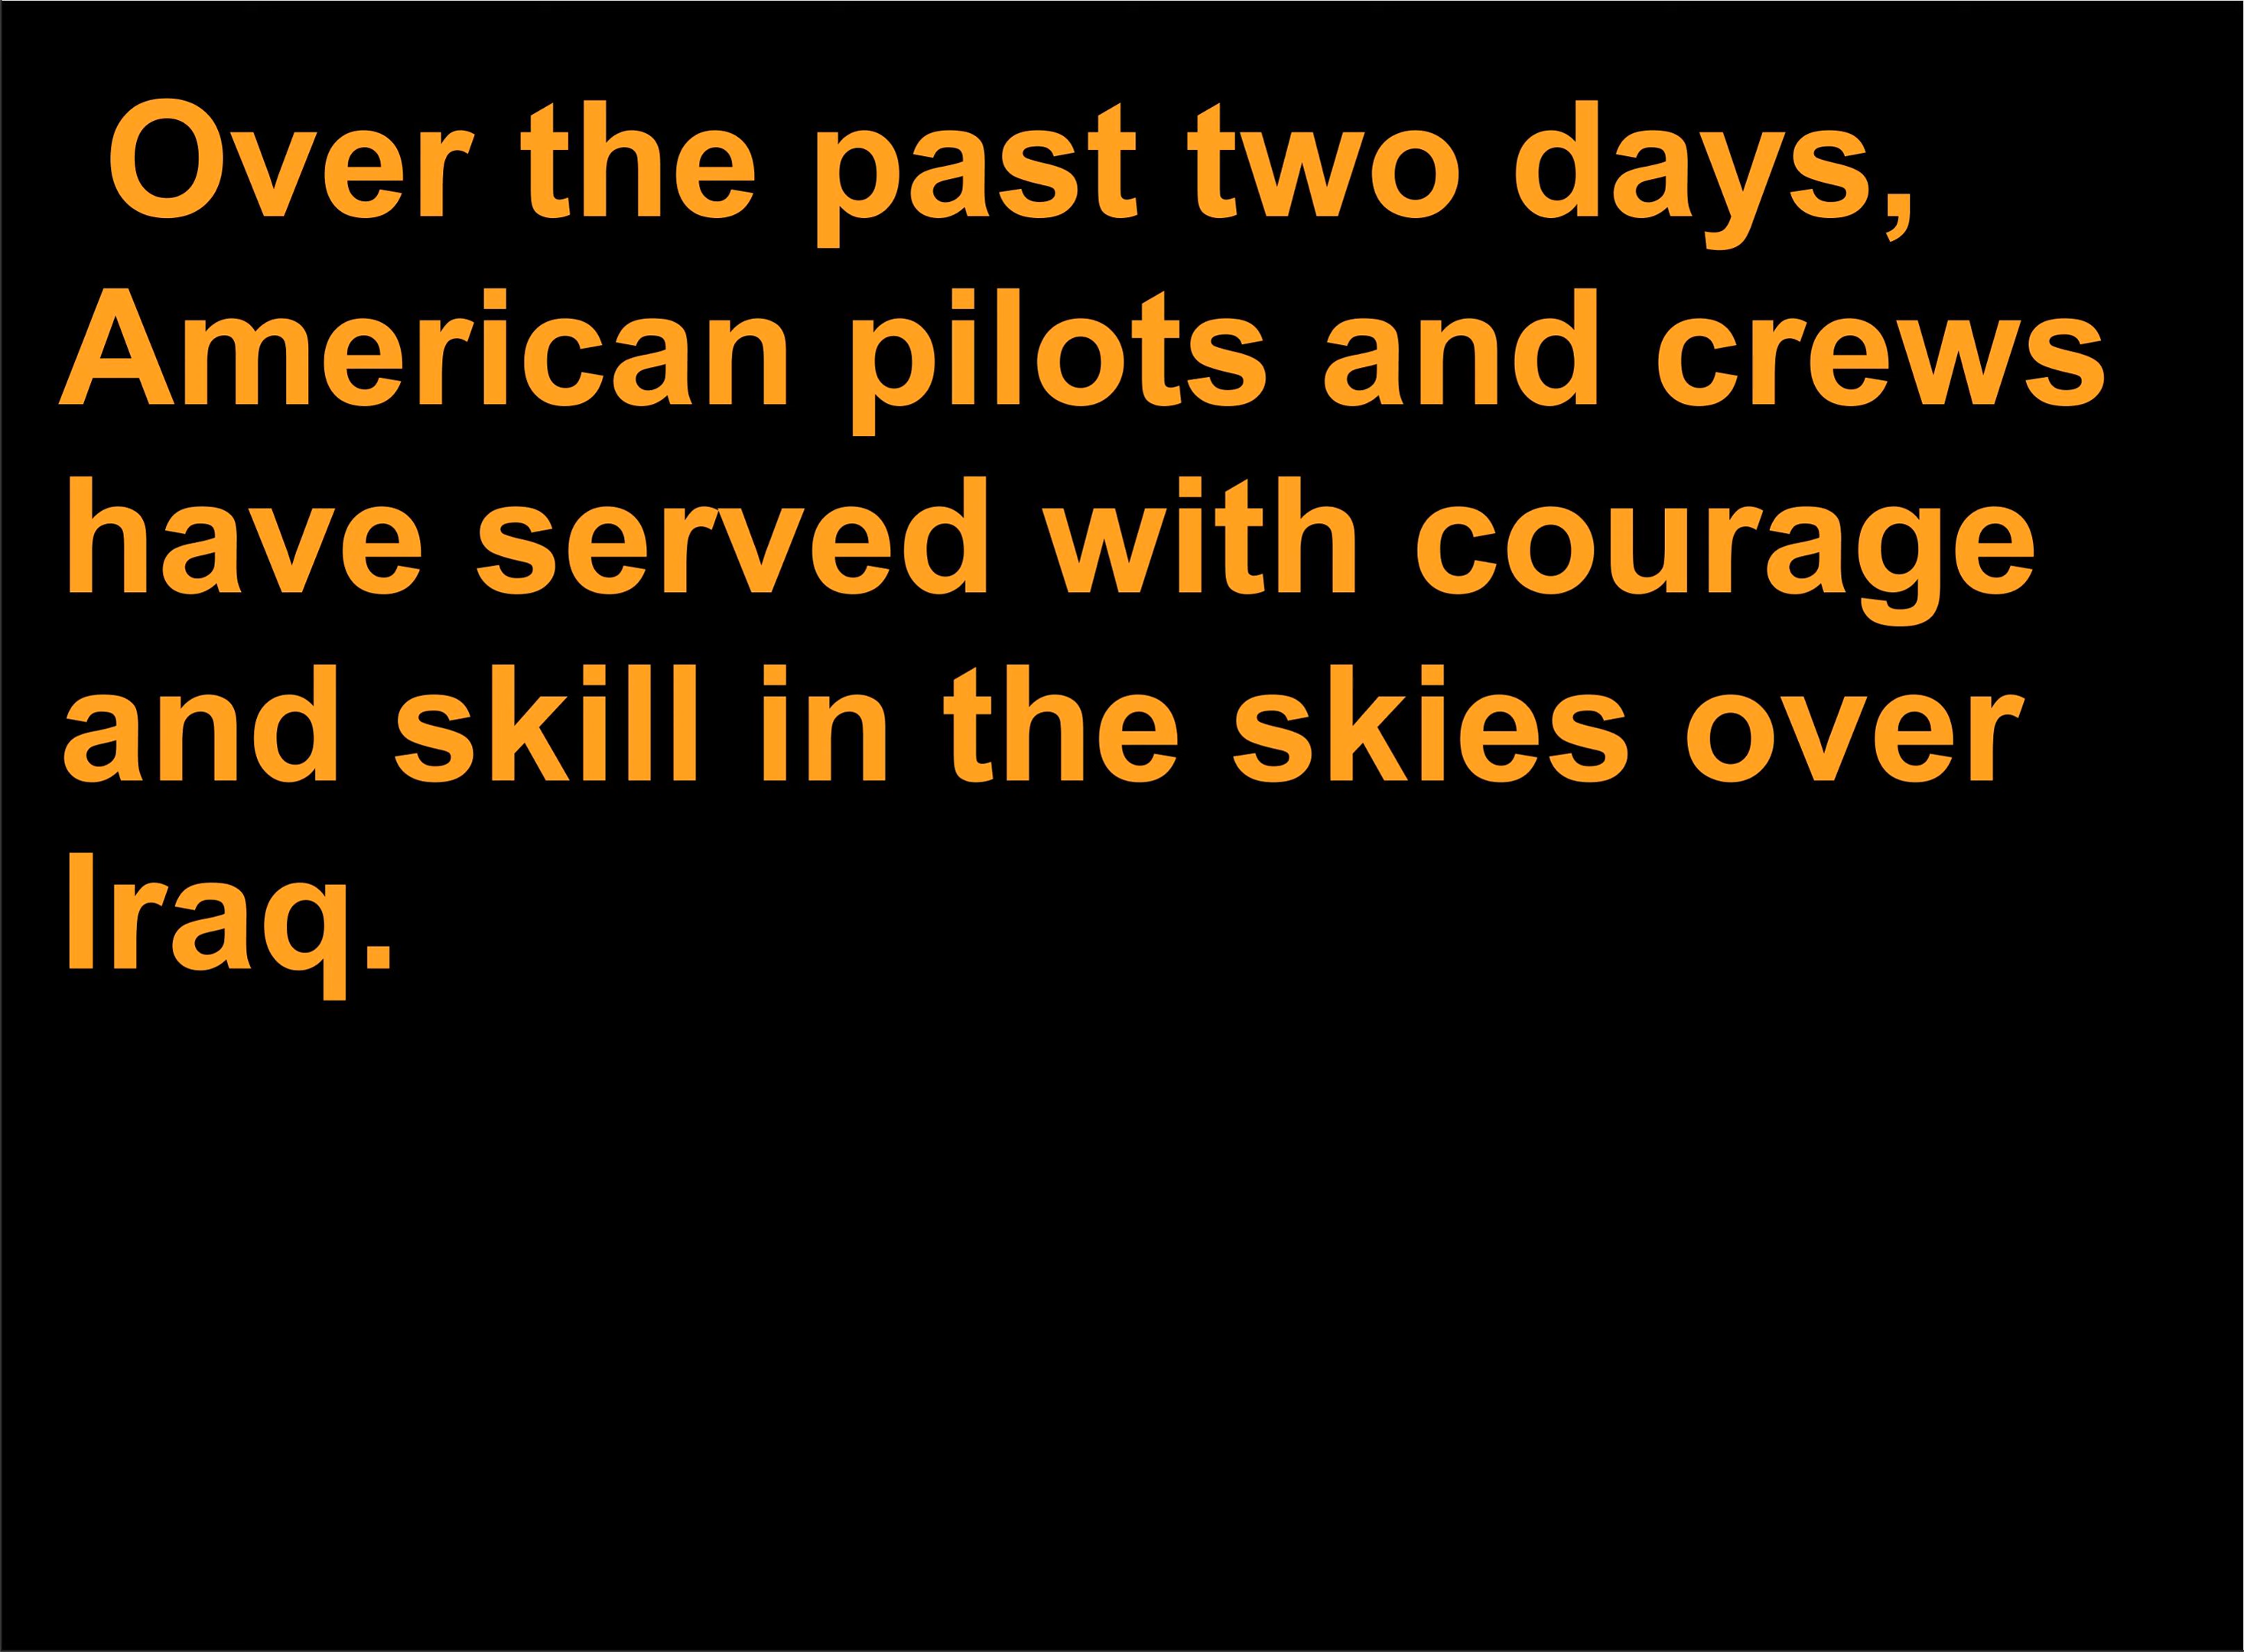 Over the past two days,
American pilots and crews
have served with courage
and skill in the skies over
Iraq.